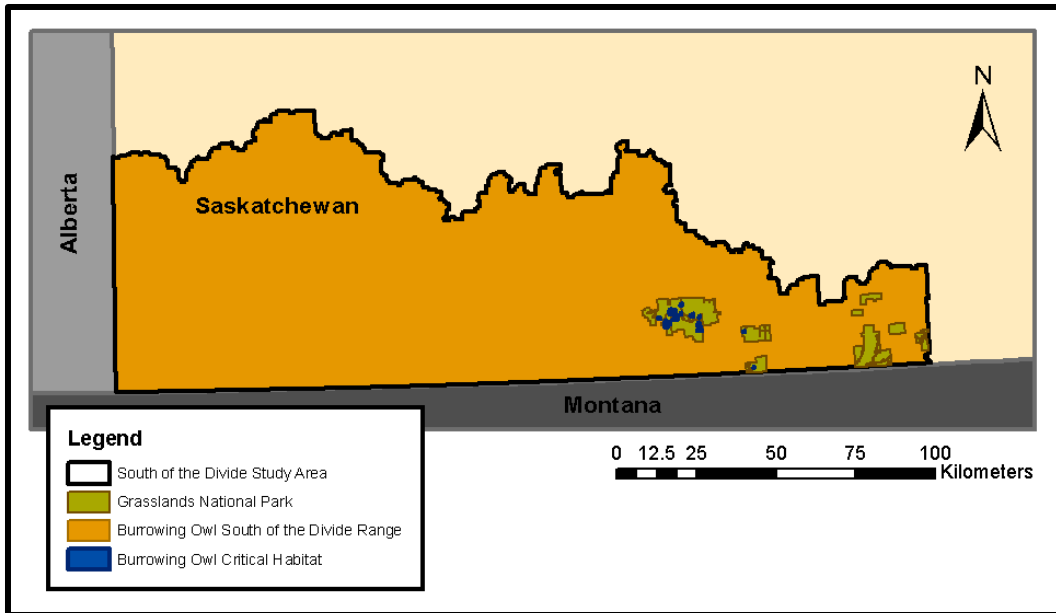 N
Alberta
Saskatchewan
Montana
Legend
South of the Divide Study Area
Grasslands National Park
Burrowing Owl South of the Divide Range
Burrowing Owl Critical Habitat
0 12.5 25 50 75 100
Kilometers